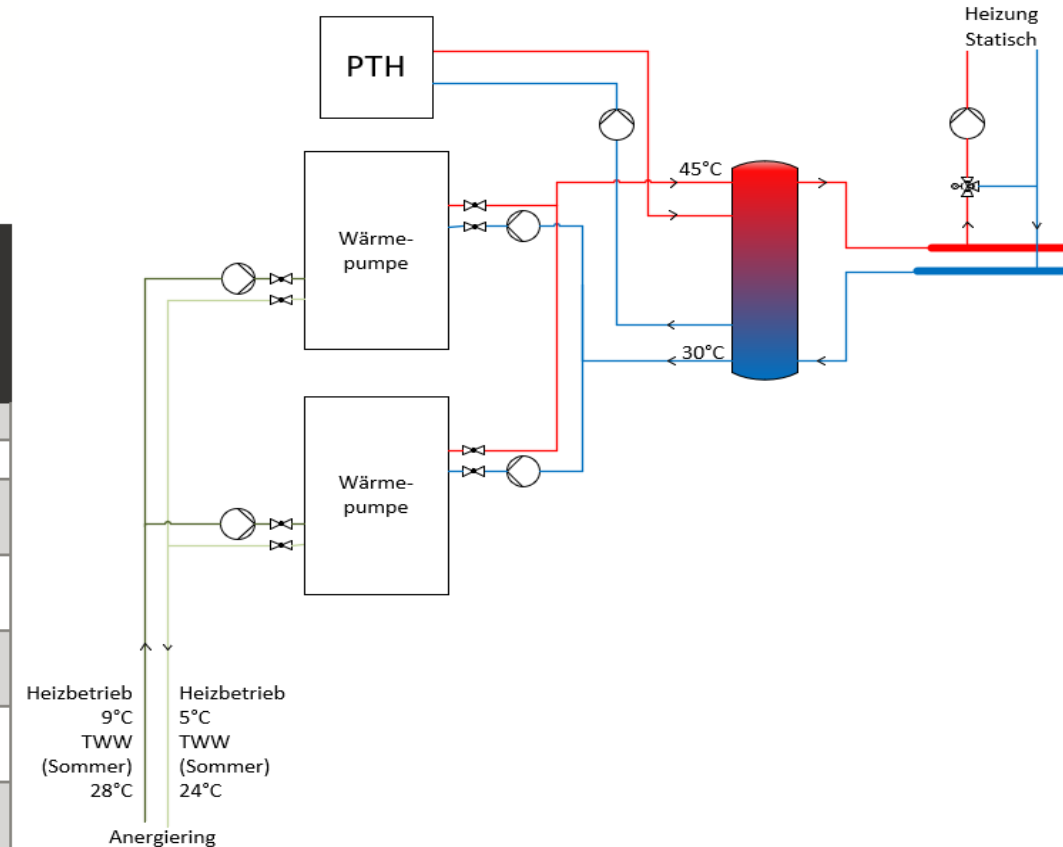 Heizung
Statisch
PTH
45°C
Wärme-
pumpe
30°C
Wärme-
pumpe
Heizbetrieb
9°C
TWW
(Sommer)
28°C
Heizbetrieb
5°C
TWW
(Sommer)
24°C
Anergiering